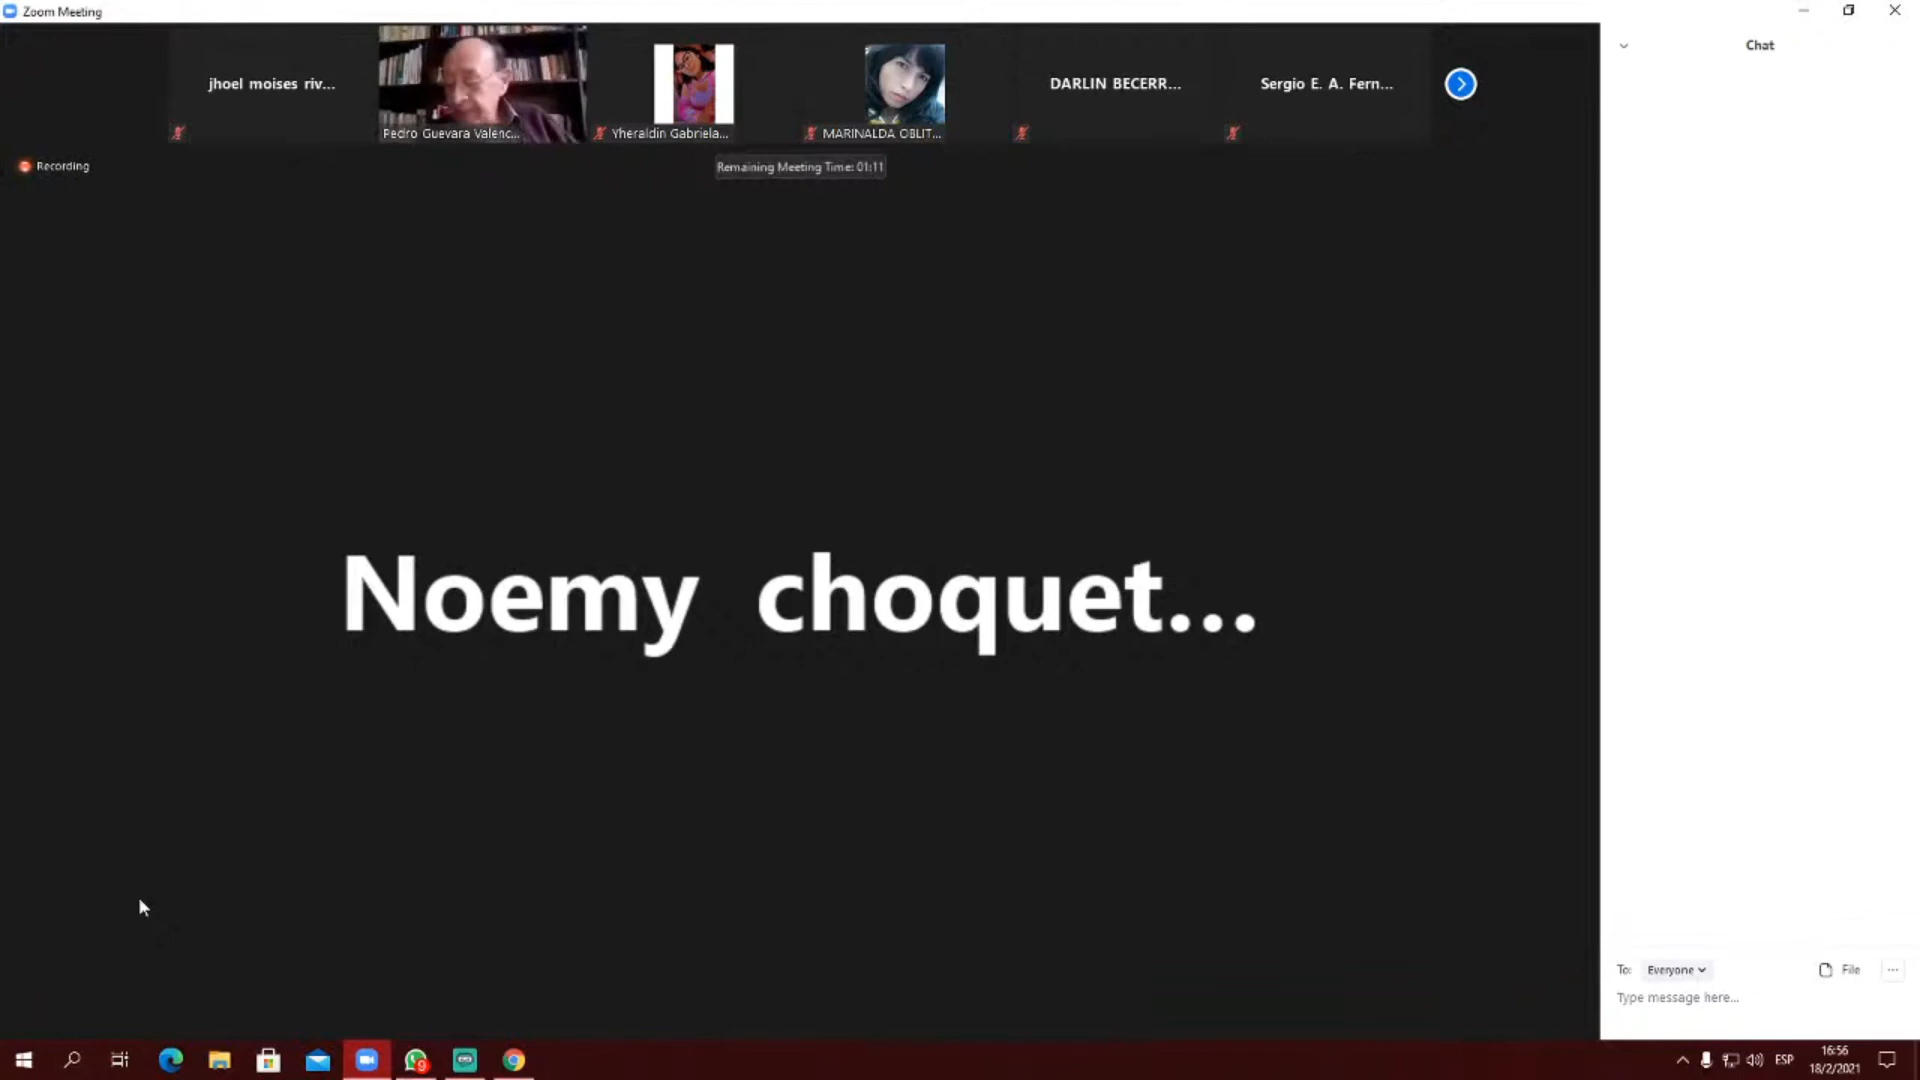 Zoom Meeting
Chat
jhoel moises riv...
Pedro Guevara Valenc...
Yheraldin Gabriela...
MARINALDA OBLIT...
DARLIN BECERR...
Sergio E. A. Fern...
Recording
Remaining Meeting Time: 01:11
Noemy choquet...
To: Everyone
File
Type message here...
9
ESP
16:56
18/2/2021